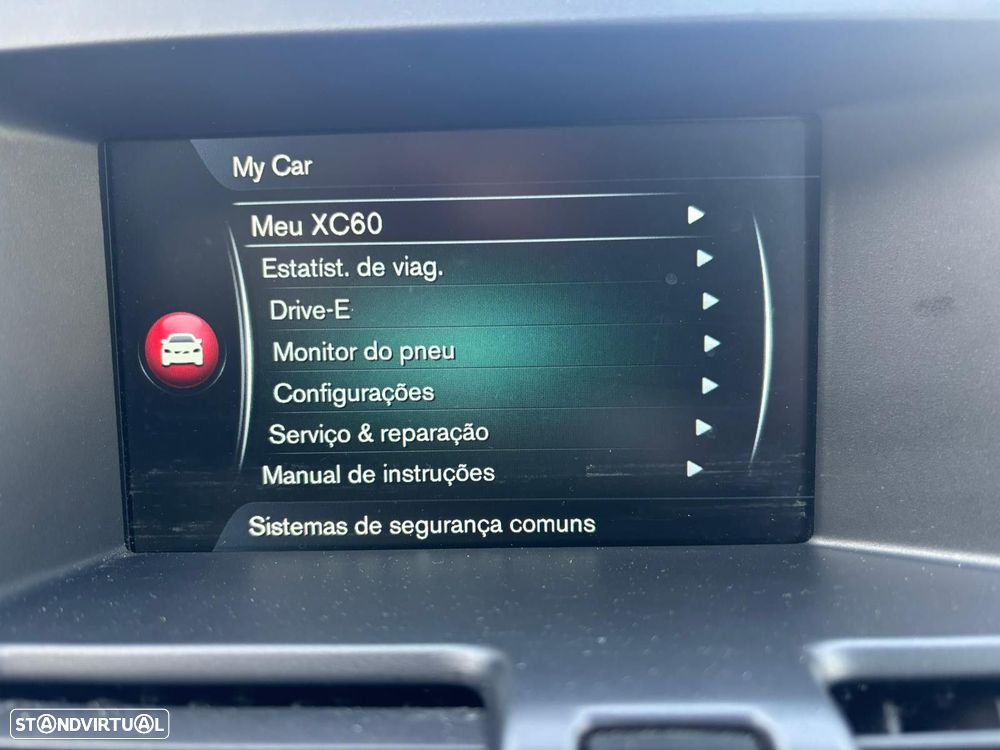 My Car
Meu XC60
Estatíst. de viag.
Drive-E
Monitor do pneu
Configurações
Serviço & reparação
Manual de instruções
Sistemas de segurança comuns
STANDVIRTUAL